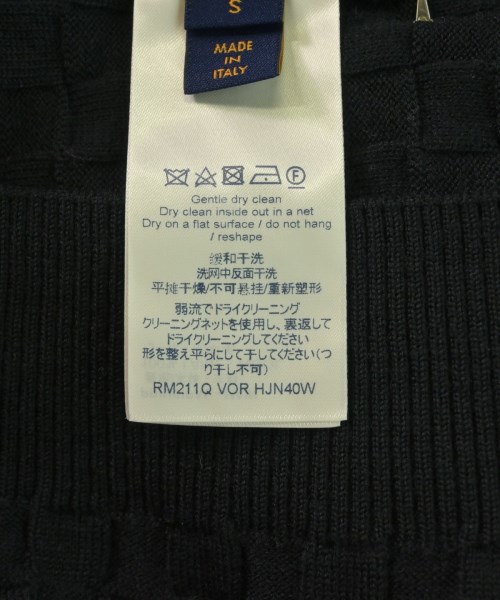 S
MADE
IN
ITALY
F
Gentle dry clean
Dry clean inside out in a net
Dry on a flat surface / do not hang
/ reshape
缓和干洗
洗网中反面干洗
平摊干燥/不可悬挂/重新塑形
弱流でドライクリーニング
クリーニングネットを使用し、裏返して
ドライクリーニングしてください
形を整え平らにして干してください(つ
り干し不可)
RM211Q VOR HJN40W